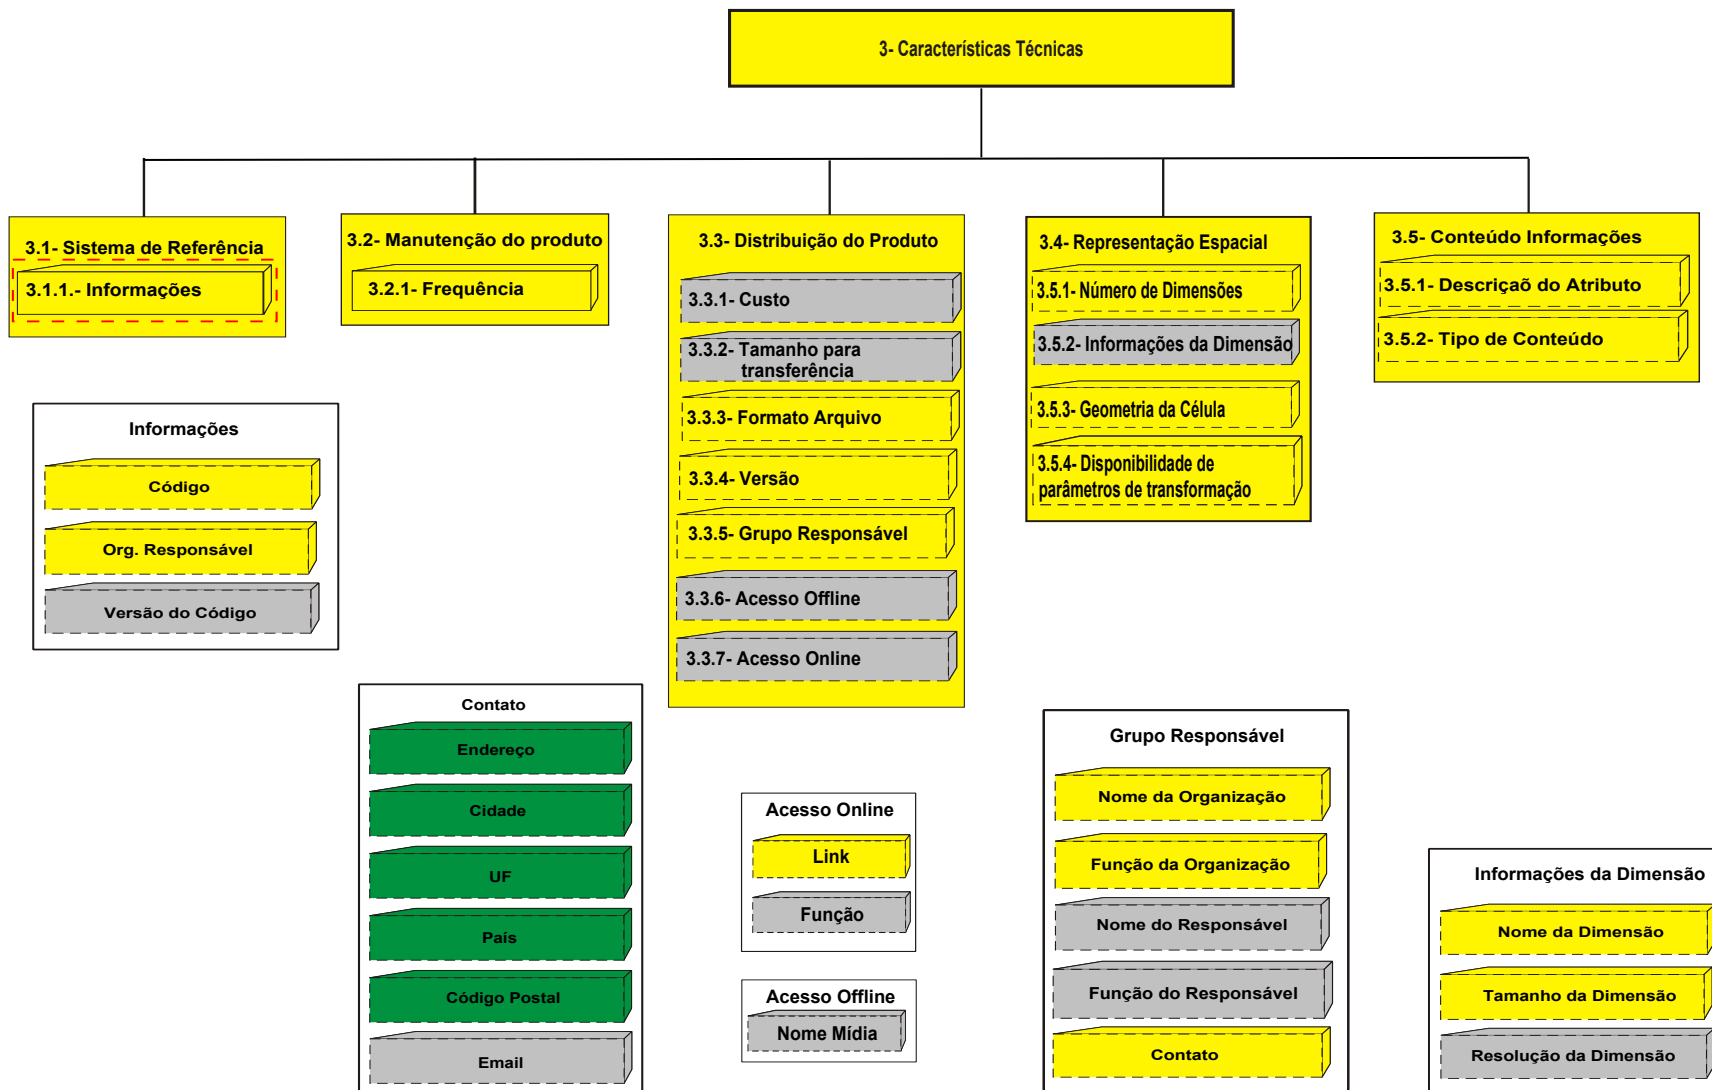 3- Características Técnicas
3.1- Sistema de Referência
3.1.1.- Informações
3.2- Manutenção do produto
3.2.1- Frequência
3.3- Distribuição do Produto
3.3.1- Custo
3.3.2- Tamanho para
transferência
3.3.3- Formato Arquivo
3.3.4- Versão
3.3.5- Grupo Responsável
3.3.6- Acesso Offline
3.3.7- Acesso Online
3.4- Representação Espacial
3.5.1- Número de Dimensões
3.5.2- Informações da Dimensão
3.5.3- Geometria da Célula
3.5.4- Disponibilidade de
parâmetros de transformação
3.5- Conteúdo Informações
3.5.1- Descriçaõ do Atributo
3.5.2- Tipo de Conteúdo
Informações
Código
Org. Responsável
Versão do Código
Contato
Endereço
Cidade
UF
País
Código Postal
Email
Acesso Online
Link
Função
Acesso Offline
Nome Mídia
Grupo Responsável
Nome da Organização
Função da Organização
Nome do Responsável
Função do Responsável
Contato
Informações da Dimensão
Nome da Dimensão
Tamanho da Dimensão
Resolução da Dimensão